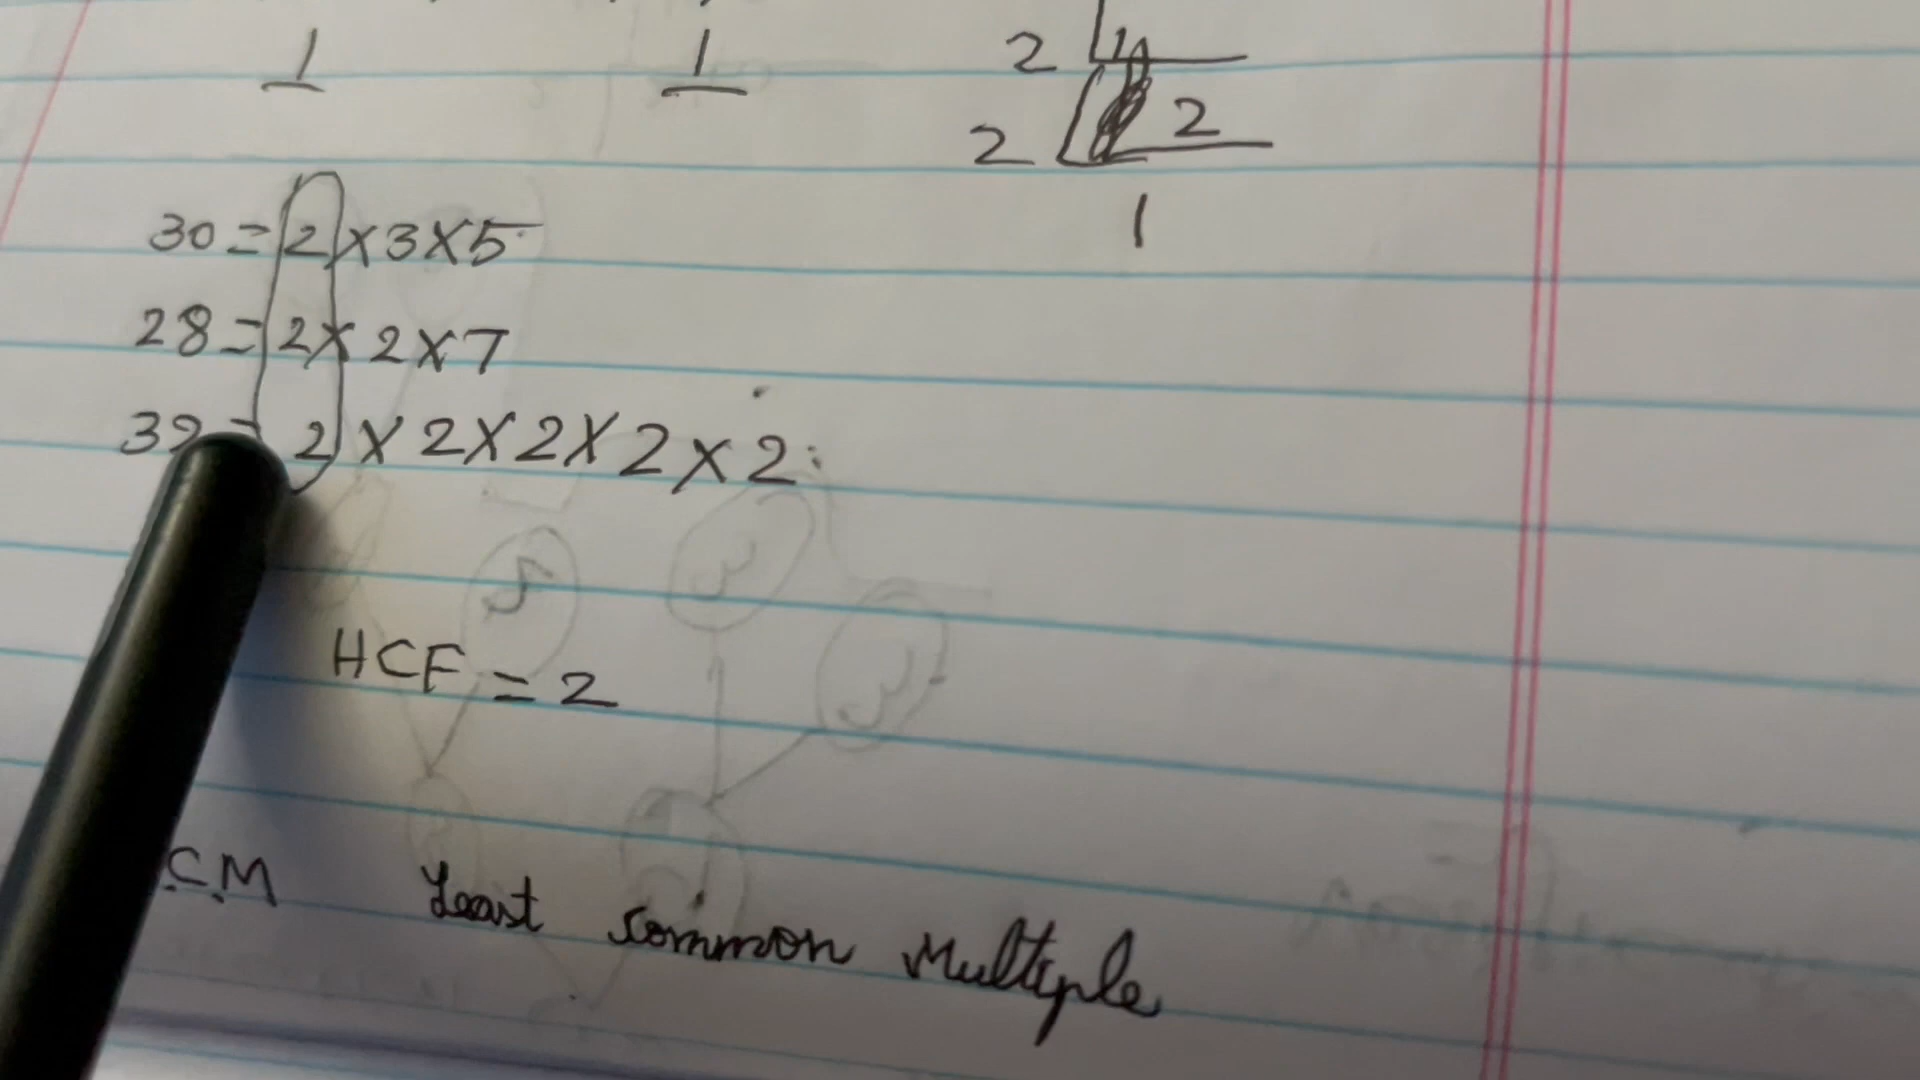 1 1 2
2 2
1
30 = 2 X 3 X 5
28 = 2 X 2 X 7
32 = 2 X 2 X 2 X 2 X 2
HCF = 2
CM Least common Multiple